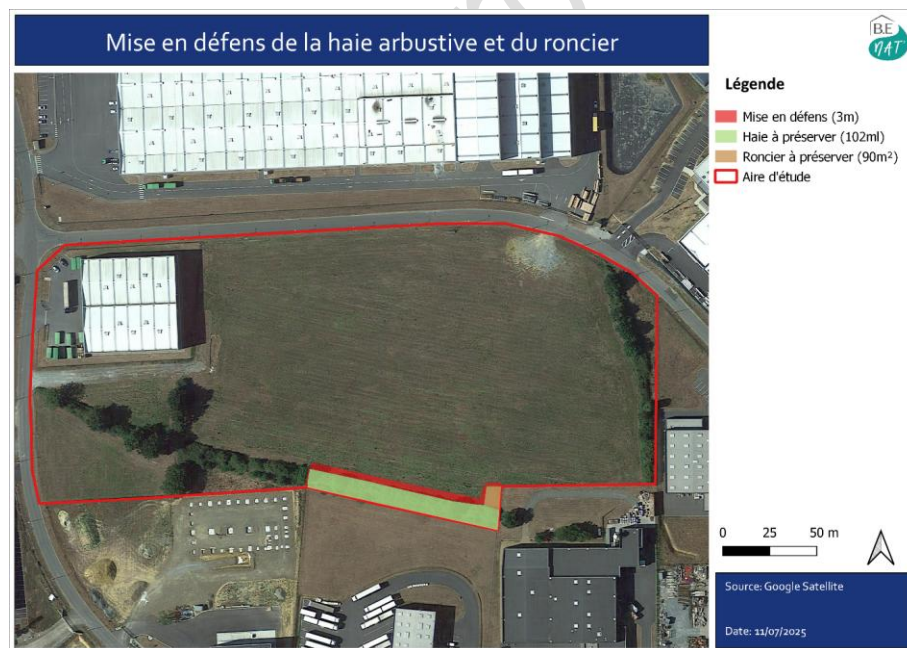 Mise en défens de la haie arbustive et du roncier
B.E
NAT'
Légende
Mise en défens (3m)
Haie à préserver (102ml)
Roncier à préserver (90m²)
Aire d'étude
0 25 50 m
Source: Google Satellite
Date: 11/07/2025